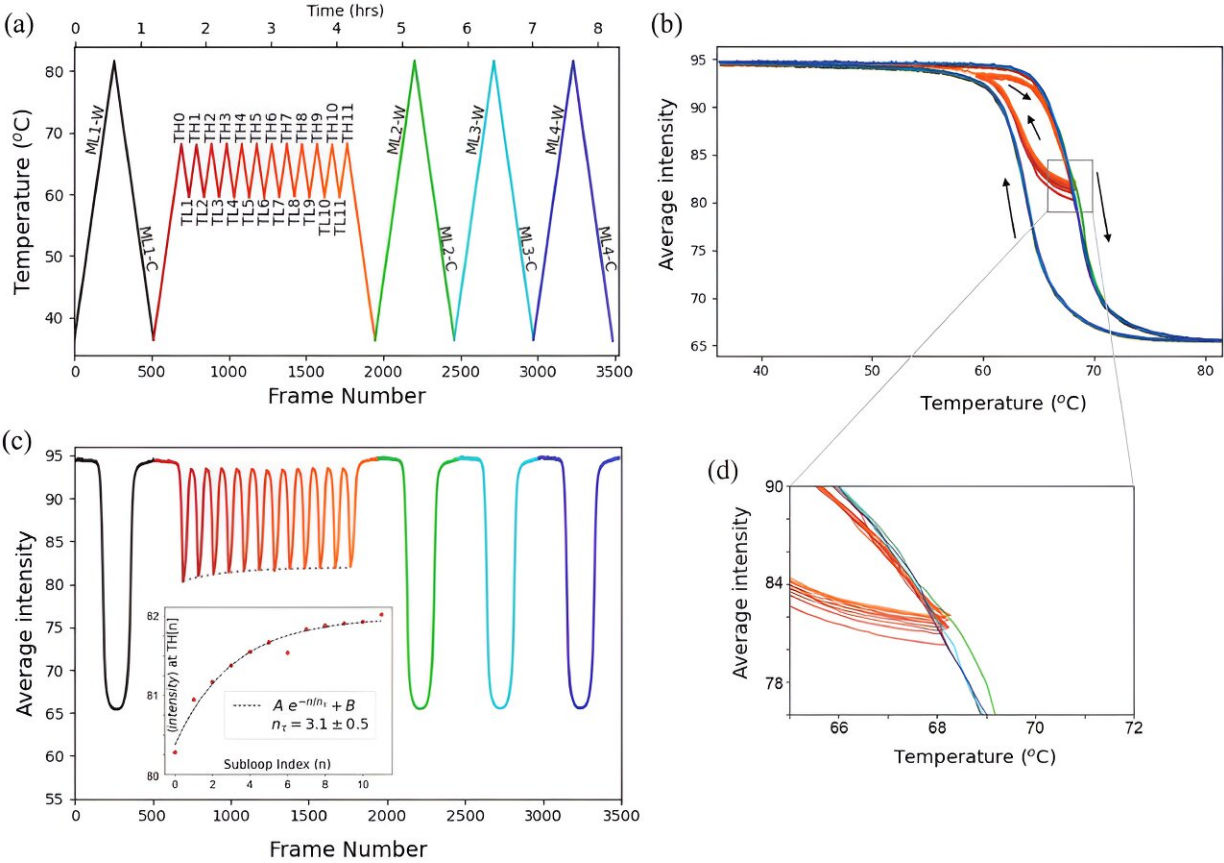 (a)
Time (hrs)
0 1 2 3 4 5 6 7 8
Temperature (°C)
80
70
60
50
40
ML1-W
ML1-C
TH0 TH1 TH2 TH3 TH4 TH5 TH6 TH7 TH8 TH9 TH10 TH11
TL1 TL2 TL3 TL4 TL5 TL6 TL7 TL8 TL9 TL10 TL11
ML2-W
ML2-C
ML3-W
ML3-C
ML4-W
ML4-C
0 500 1000 1500 2000 2500 3000 3500
Frame Number
(b)
Average intensity
95
90
85
80
75
70
65
40 50 60 70 80
Temperature (°C)
(c)
Average intensity
95
90
85
80
75
70
65
60
55
0 500 1000 1500 2000 2500 3000 3500
Frame Number
⟨intensity⟩ at TH[n]
82
81
80
A e^{-n/n_τ} + B
n_τ = 3.1 ± 0.5
Subloop Index (n)
0 2 4 6 8 10
(d)
Average intensity
90
84
78
66 68 70 72
Temperature (°C)